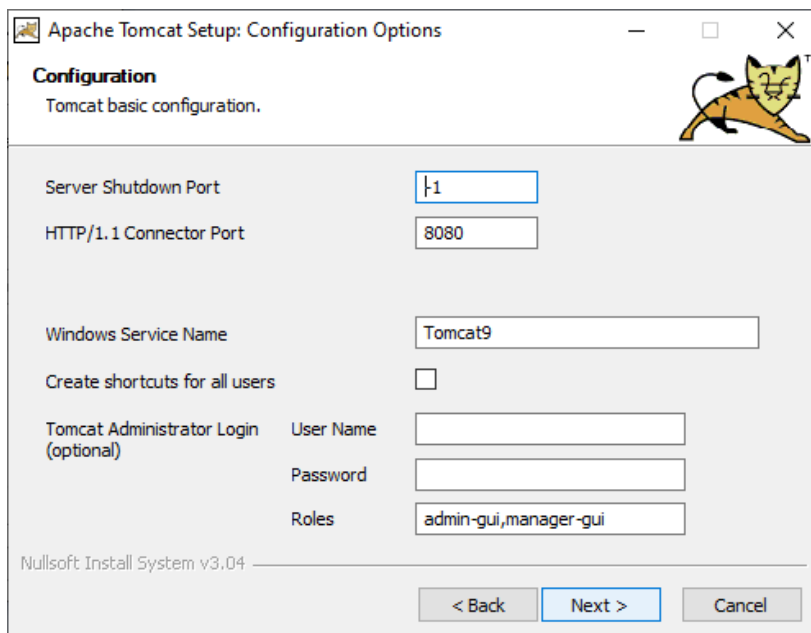 Apache Tomcat Setup: Configuration Options
Configuration
Tomcat basic configuration.
Server Shutdown Port -1
HTTP/1.1 Connector Port 8080
Windows Service Name Tomcat9
Create shortcuts for all users
Tomcat Administrator Login User Name
(optional)
Password
Roles admin-gui,manager-gui
Nullsoft Install System v3.04
< Back Next > Cancel